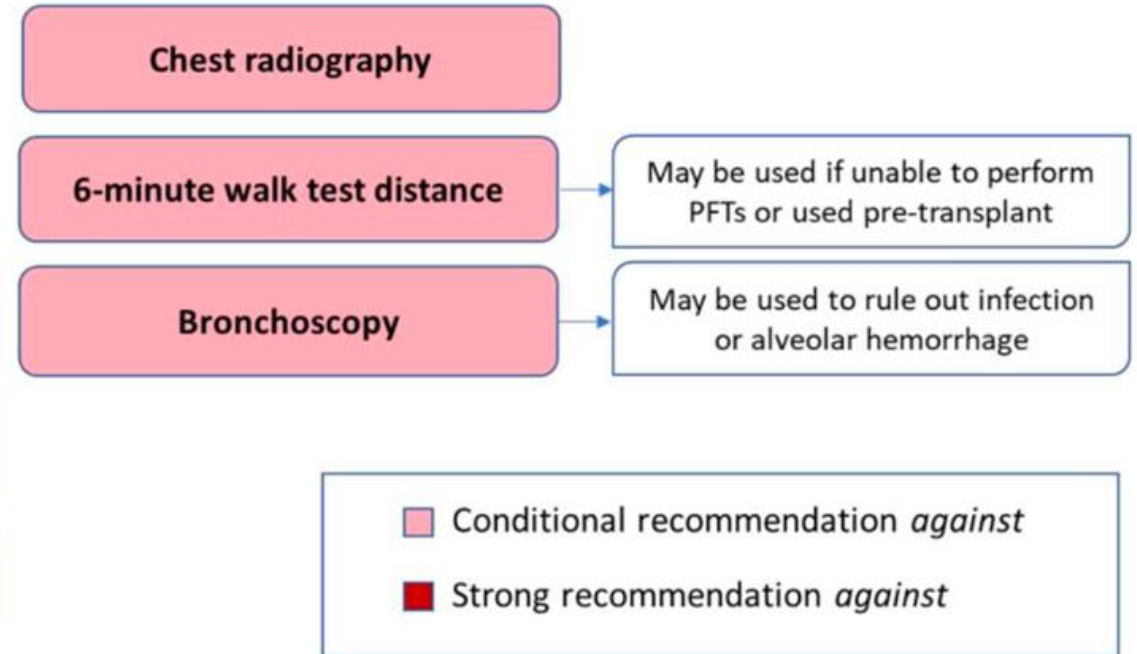 Chest radiography
6-minute walk test distance
May be used if unable to perform
PFTs or used pre-transplant
Bronchoscopy
May be used to rule out infection
or alveolar hemorrhage
Conditional recommendation against
Strong recommendation against